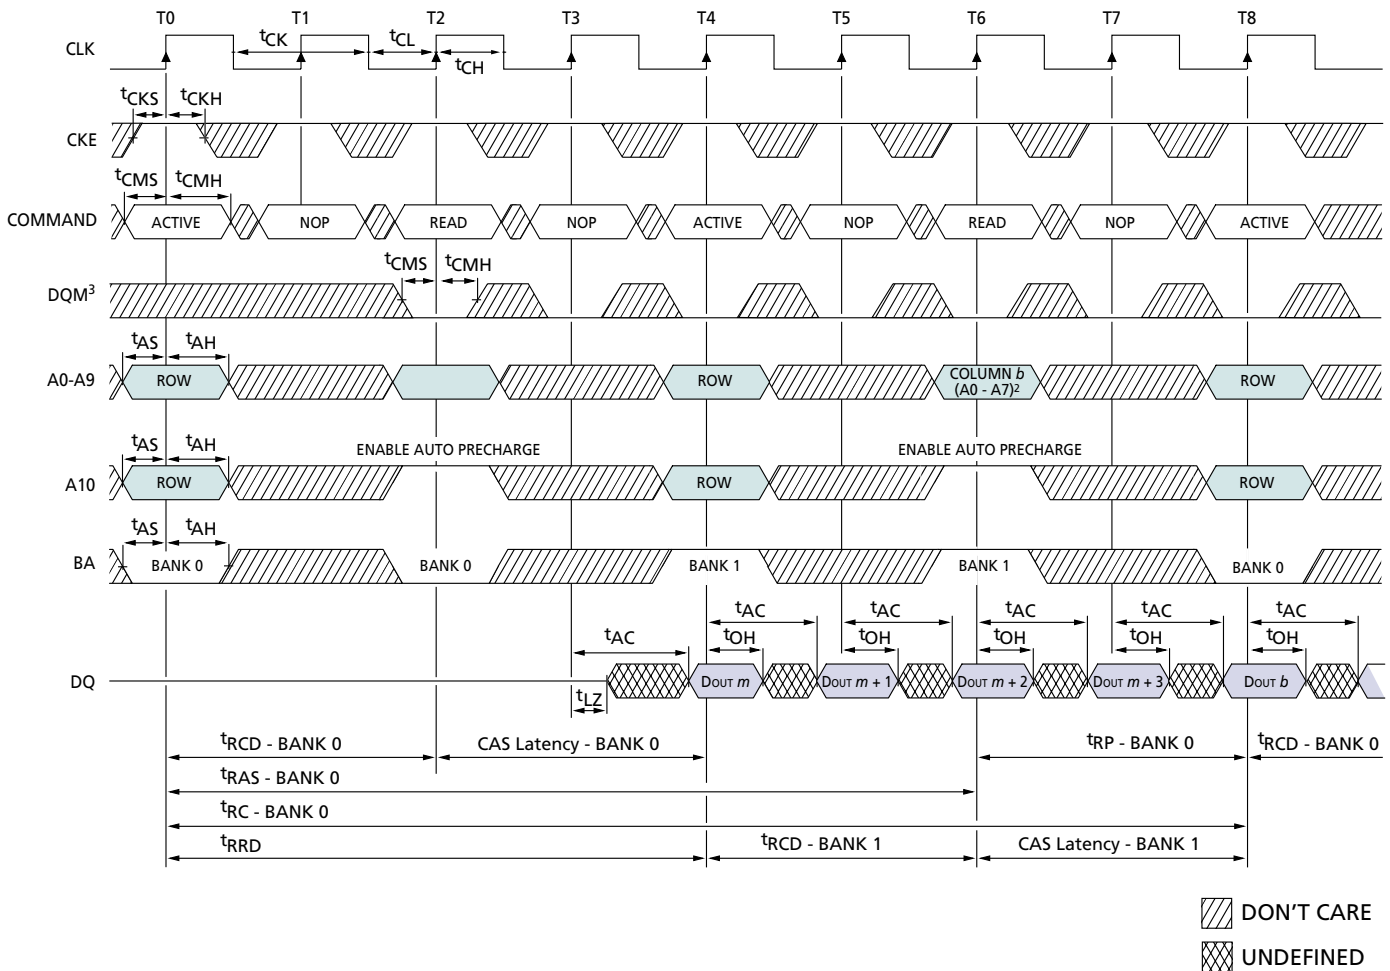 T0 T1 T2 T3 T4 T5 T6 T7 T8
CLK tCK tCL tCH
tCKS tCKH
CKE
tCMS tCMH
COMMAND ACTIVE NOP READ NOP ACTIVE NOP READ NOP ACTIVE
tCMS tCMH
DQM3
tAS tAH
A0-A9 ROW ROW COLUMN b (A0 - A7)2 ROW
tAS tAH ENABLE AUTO PRECHARGE ENABLE AUTO PRECHARGE
A10 ROW ROW ROW
tAS tAH
BA BANK 0 BANK 0 BANK 1 BANK 1 BANK 0
tAC tAC tAC tAC tAC tAC
tOH tOH tOH tOH tOH
DQ DOUT m DOUT m + 1 DOUT m + 2 DOUT m + 3 DOUT b
tLZ
tRCD - BANK 0 CAS Latency - BANK 0 tRP - BANK 0 tRCD - BANK 0
tRAS - BANK 0
tRC - BANK 0
tRRD tRCD - BANK 1 CAS Latency - BANK 1
DON'T CARE
UNDEFINED